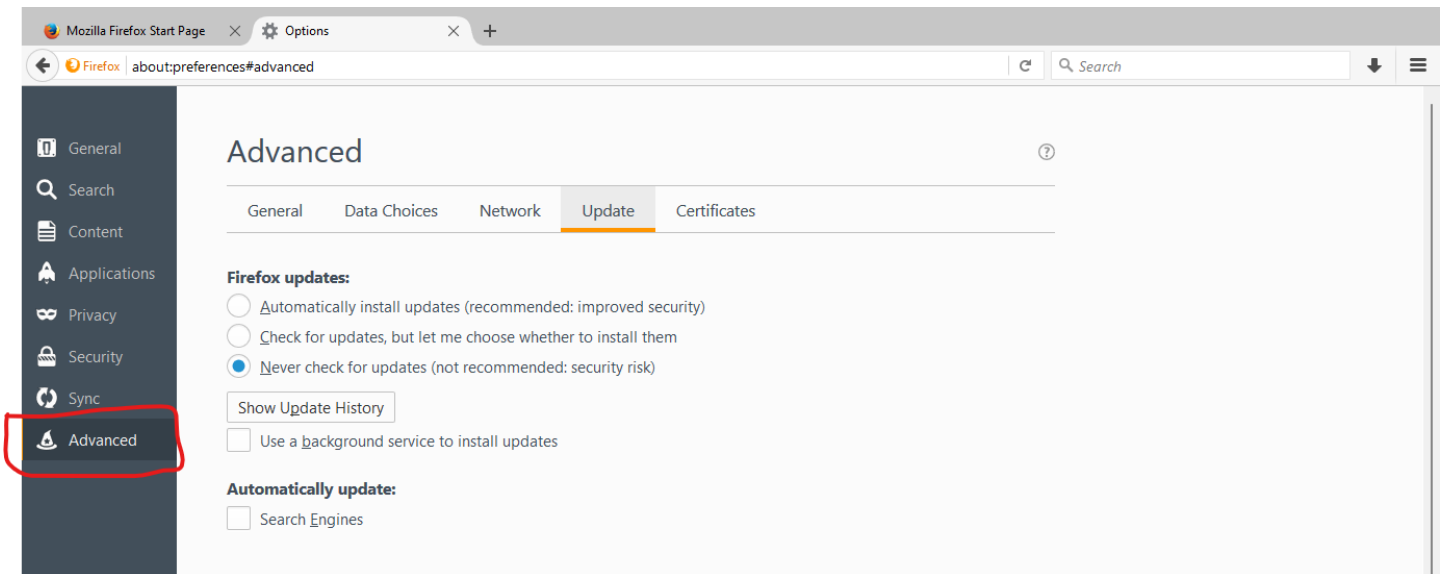 Mozilla Firefox Start Page
Options
Firefox about:preferences#advanced
Search
General
Search
Content
Applications
Privacy
Security
Sync
Advanced
Advanced
General Data Choices Network Update Certificates
Firefox updates:
Automatically install updates (recommended: improved security)
Check for updates, but let me choose whether to install them
Never check for updates (not recommended: security risk)
Show Update History
Use a background service to install updates
Automatically update:
Search Engines